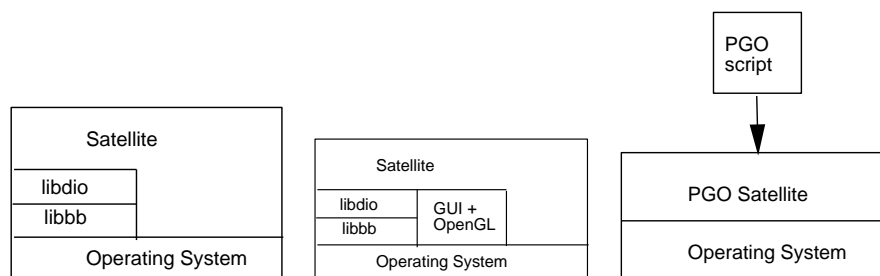 Satellite
libdio
libbb
Operating System
Satellite
libdio
libbb
GUI +
OpenGL
Operating System
PGO
script
PGO Satellite
Operating System